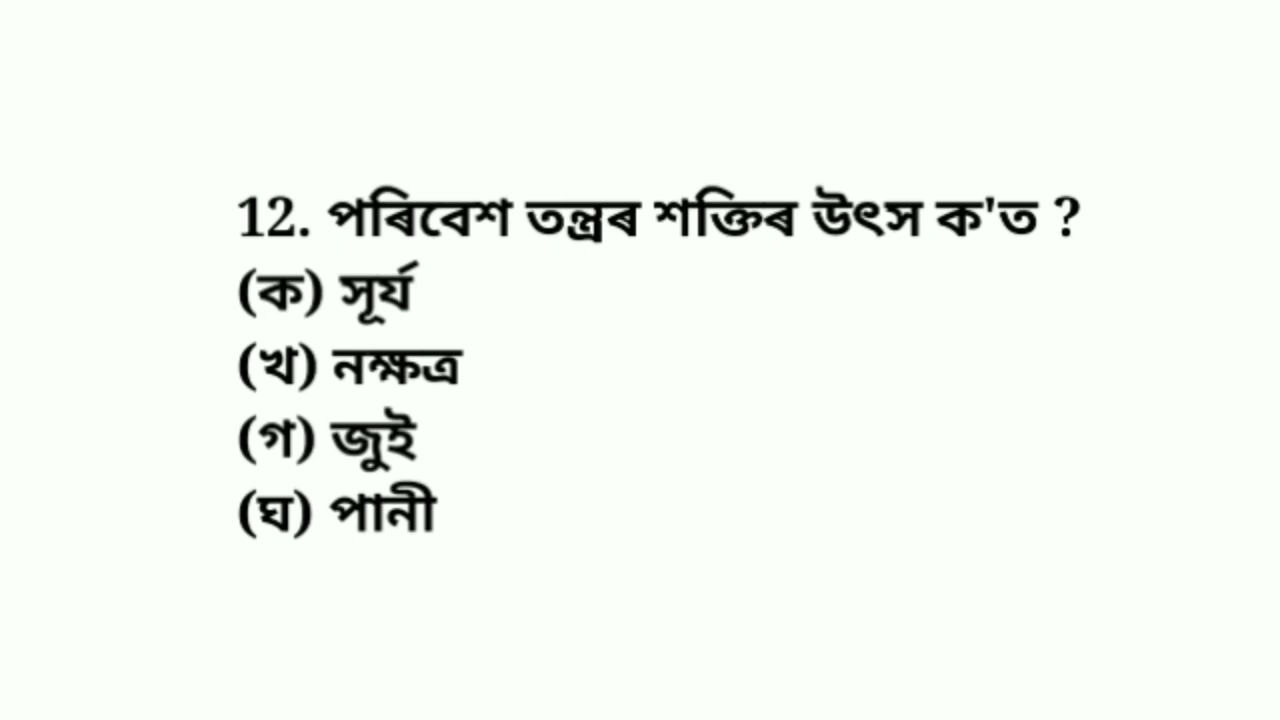 12. পৰিবেশ তন্ত্ৰৰ শক্তিৰ উৎস ক'ত ?
(ক) সূৰ্য
(খ) নক্ষত্ৰ
(গ) জুই
(ঘ) পানী